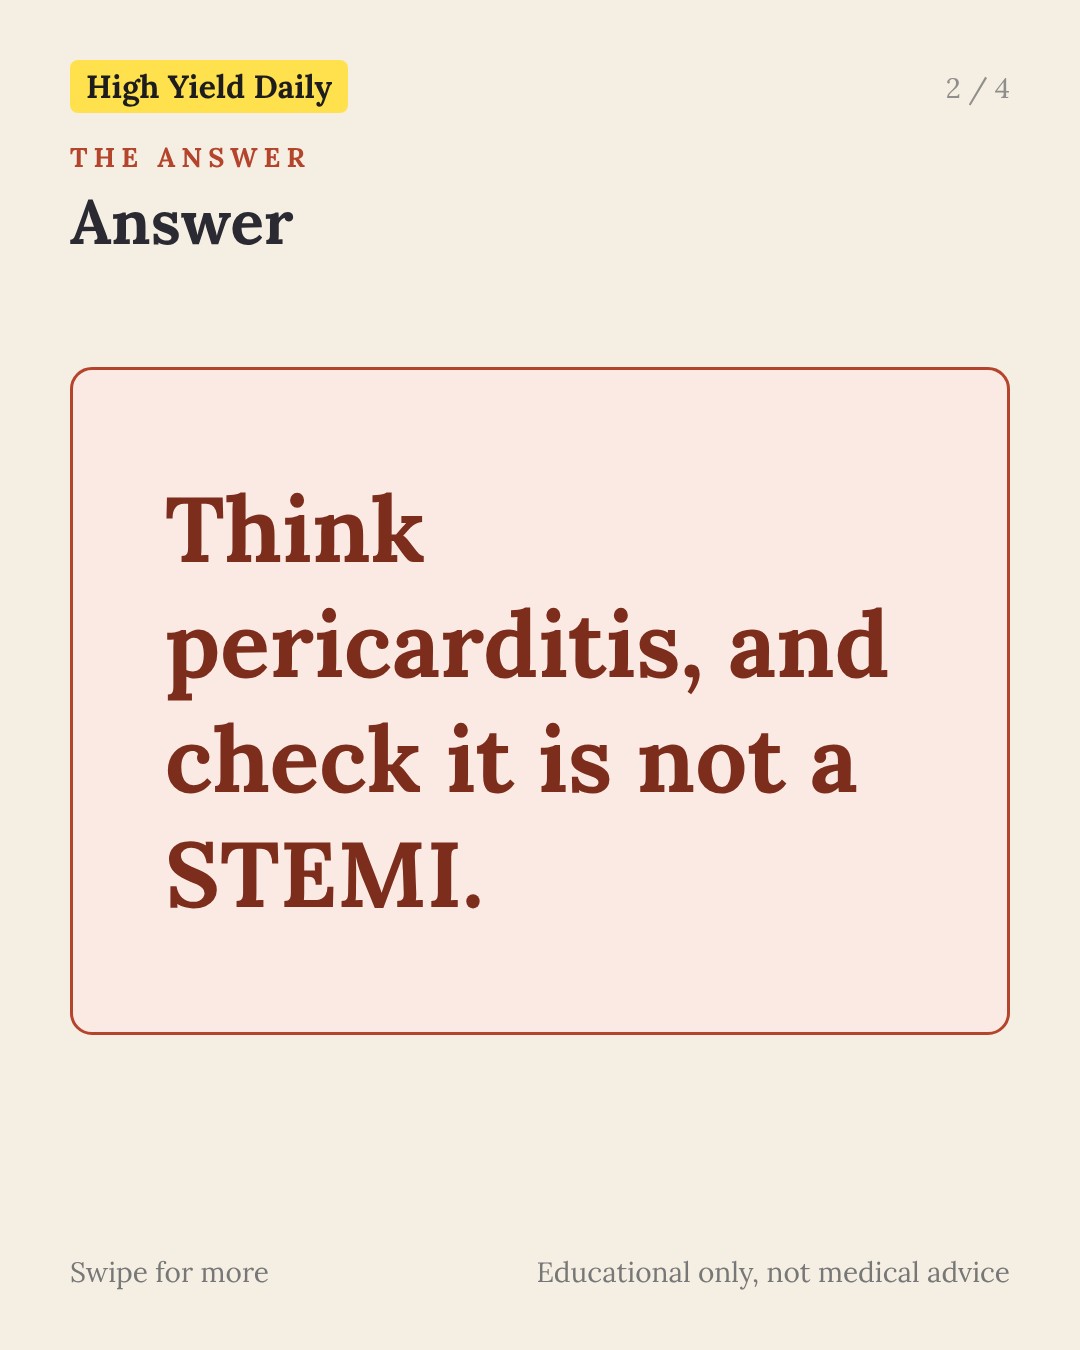 High Yield Daily
2 / 4
THE ANSWER
Answer
Think
pericarditis, and
check it is not a
STEMI.
Swipe for more
Educational only, not medical advice